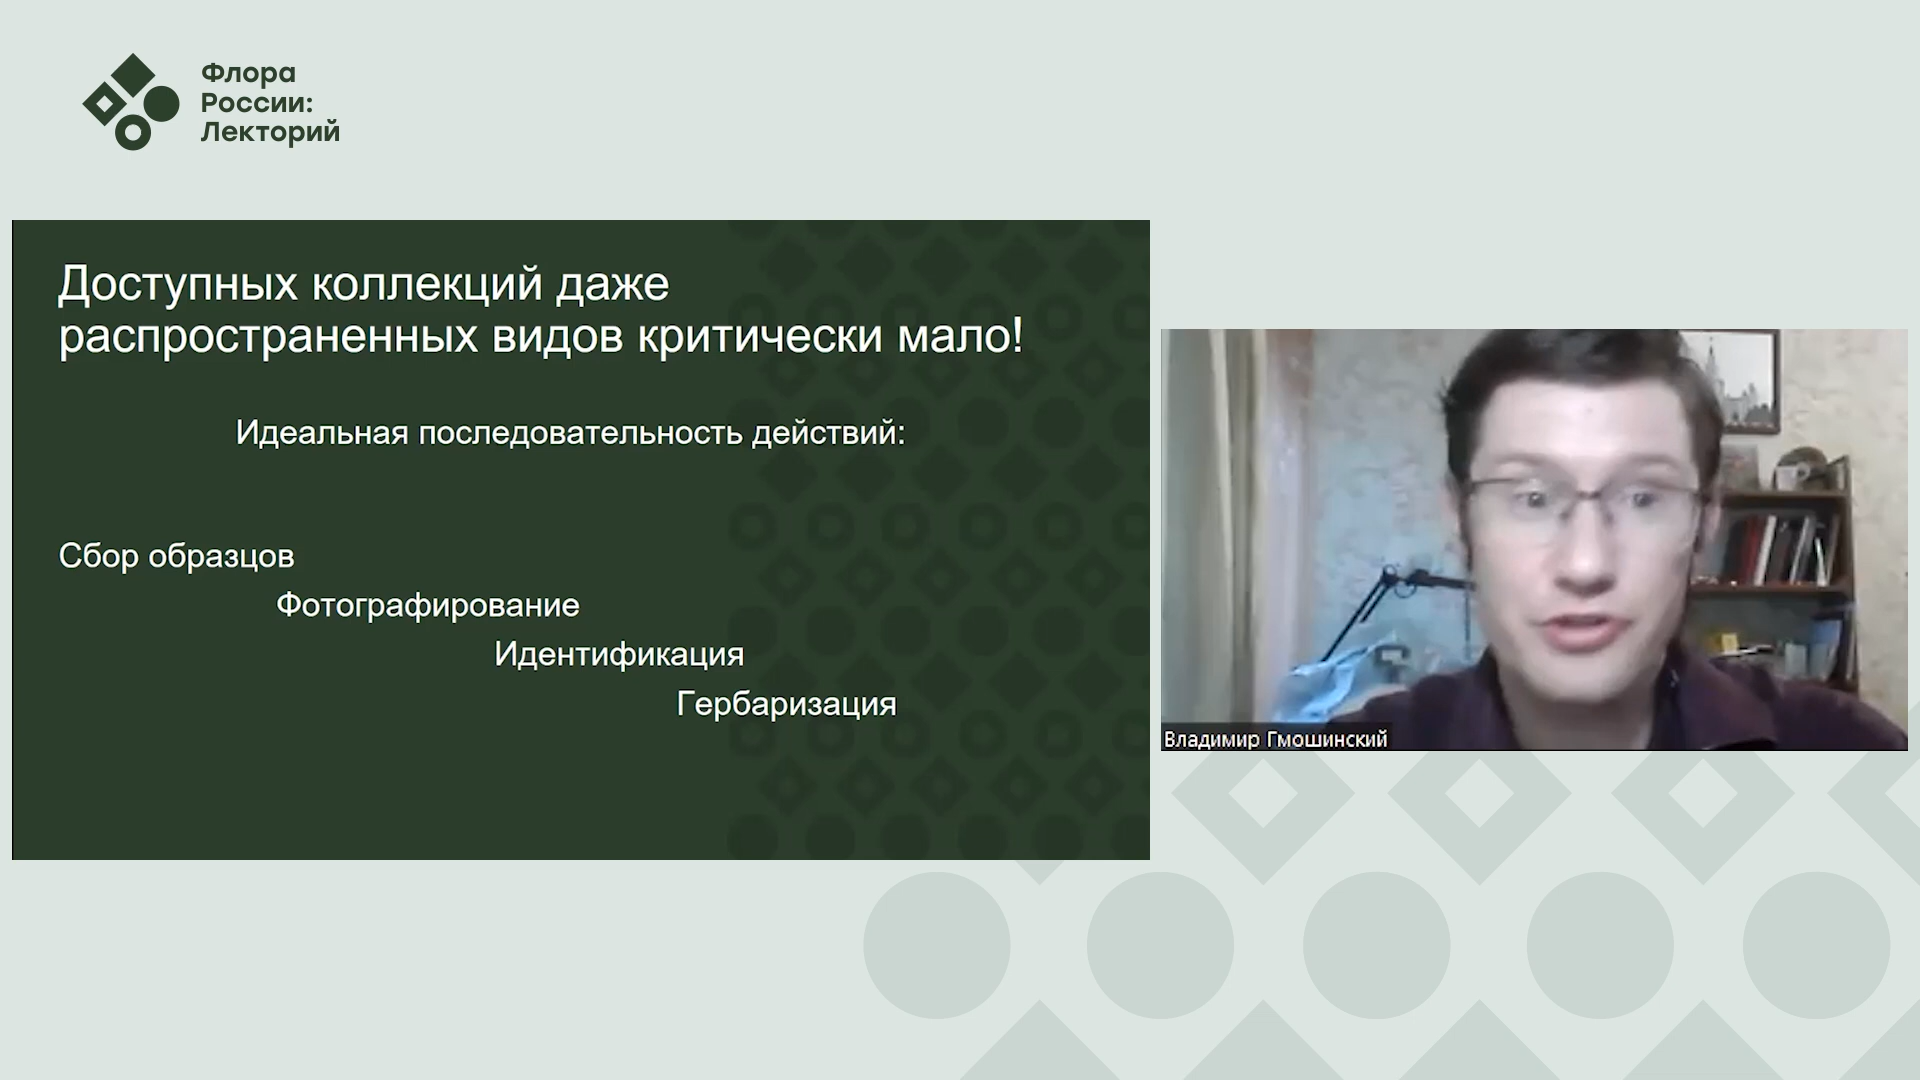 Флора
России:
Лекторий
Доступных коллекций даже
распространенных видов критически мало!
Идеальная последовательность действий:
Сбор образцов
Фотографирование
Идентификация
Гербаризация
Владимир Гмошинский